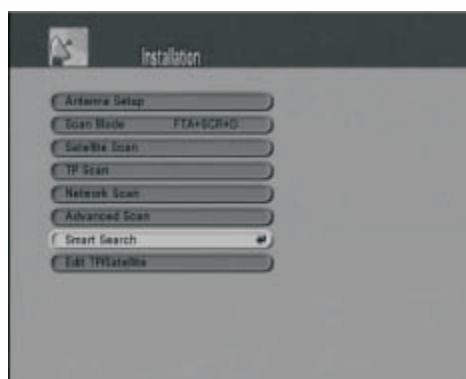 Installation
Antenna Setup
Scan Mode FTA+SCR+D
Satellite Scan
TP Scan
Network Scan
Advanced Scan
Smart Search
Edit TP/Satellite